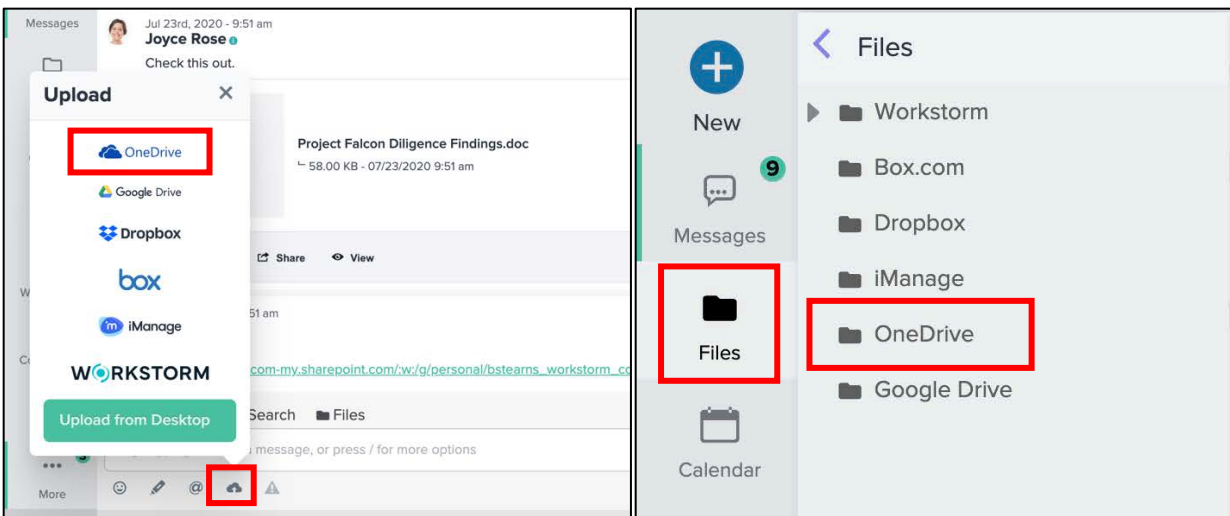 Messages
Jul 23rd, 2020 - 9:51 am
Joyce Rose
Check this out.
Upload
OneDrive
Google Drive
Dropbox
box
iManage
WORKSTORM
Upload from Desktop
Project Falcon Diligence Findings.doc
58.00 KB - 07/23/2020 9:51 am
Share View
51 am
com-my.sharepoint.com/:w:/g/personal/bstearns_workstorm_co
Search Files
message, or press / for more options
More
New
9
Messages
Files
Calendar
Files
Workstorm
Box.com
Dropbox
iManage
OneDrive
Google Drive